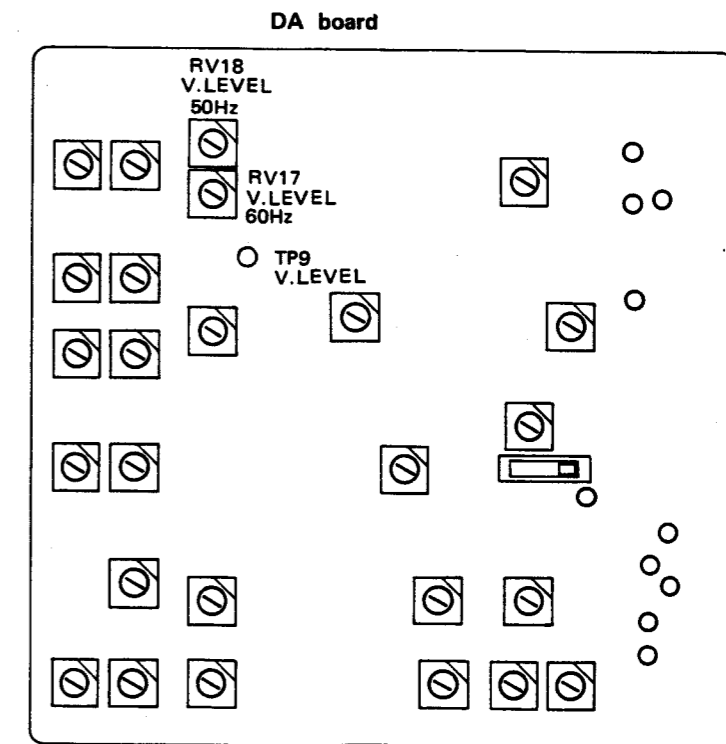 DA board
RV18
V.LEVEL
50Hz
RV17
V.LEVEL
60Hz
TP9
V.LEVEL